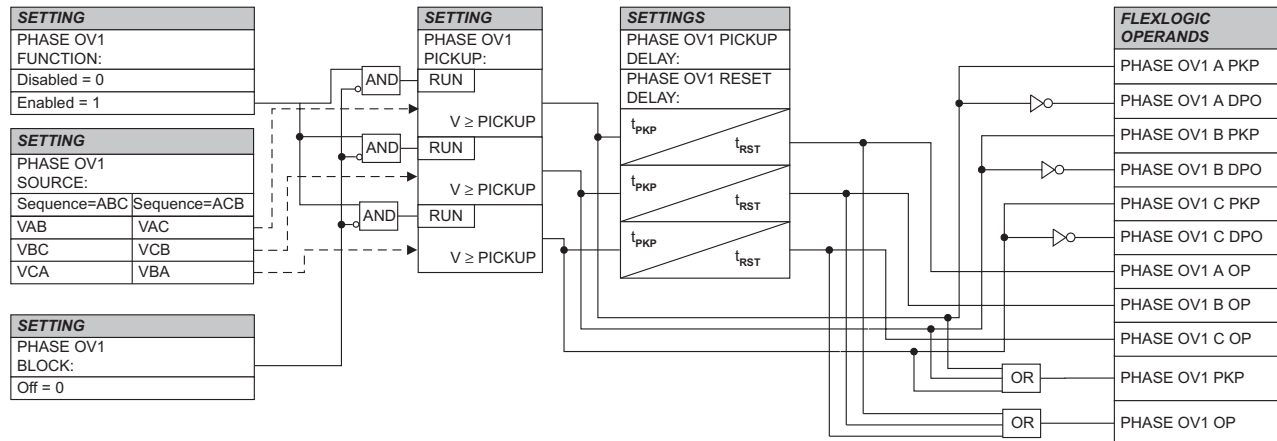 SETTING
PHASE OV1
FUNCTION:
Disabled = 0
Enabled = 1
SETTING
PHASE OV1
SOURCE:
Sequence=ABC Sequence=ACB
VAB VAC
VBC VCB
VCA VBA
SETTING
PHASE OV1
BLOCK:
Off = 0
AND
AND
AND
SETTING
PHASE OV1
PICKUP:
RUN
V ≥ PICKUP
RUN
V ≥ PICKUP
RUN
V ≥ PICKUP
SETTINGS
PHASE OV1 PICKUP
DELAY:
PHASE OV1 RESET
DELAY:
tPKP
tRST
tPKP
tRST
tPKP
tRST
OR
OR
FLEXLOGIC
OPERANDS
PHASE OV1 A PKP
PHASE OV1 A DPO
PHASE OV1 B PKP
PHASE OV1 B DPO
PHASE OV1 C PKP
PHASE OV1 C DPO
PHASE OV1 A OP
PHASE OV1 B OP
PHASE OV1 C OP
PHASE OV1 PKP
PHASE OV1 OP